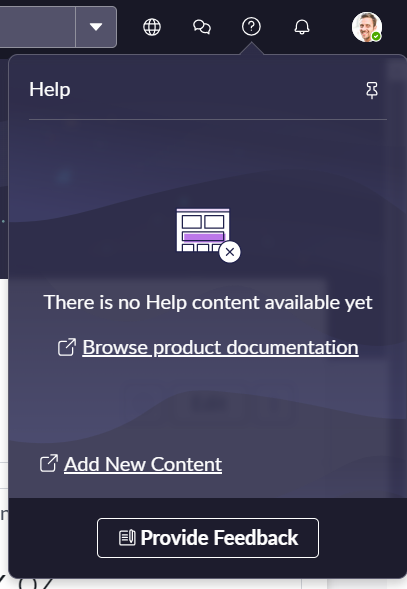 Help
There is no Help content available yet
Browse product documentation
Add New Content
Provide Feedback